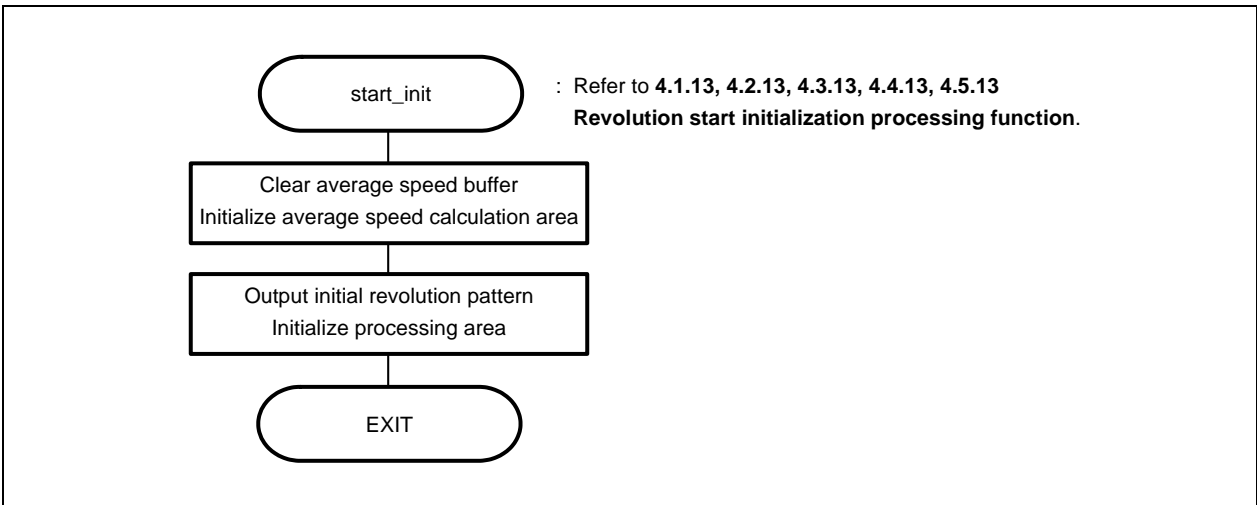 start_init
: Refer to 4.1.13, 4.2.13, 4.3.13, 4.4.13, 4.5.13
Revolution start initialization processing function.
Clear average speed buffer
Initialize average speed calculation area
Output initial revolution pattern
Initialize processing area
EXIT